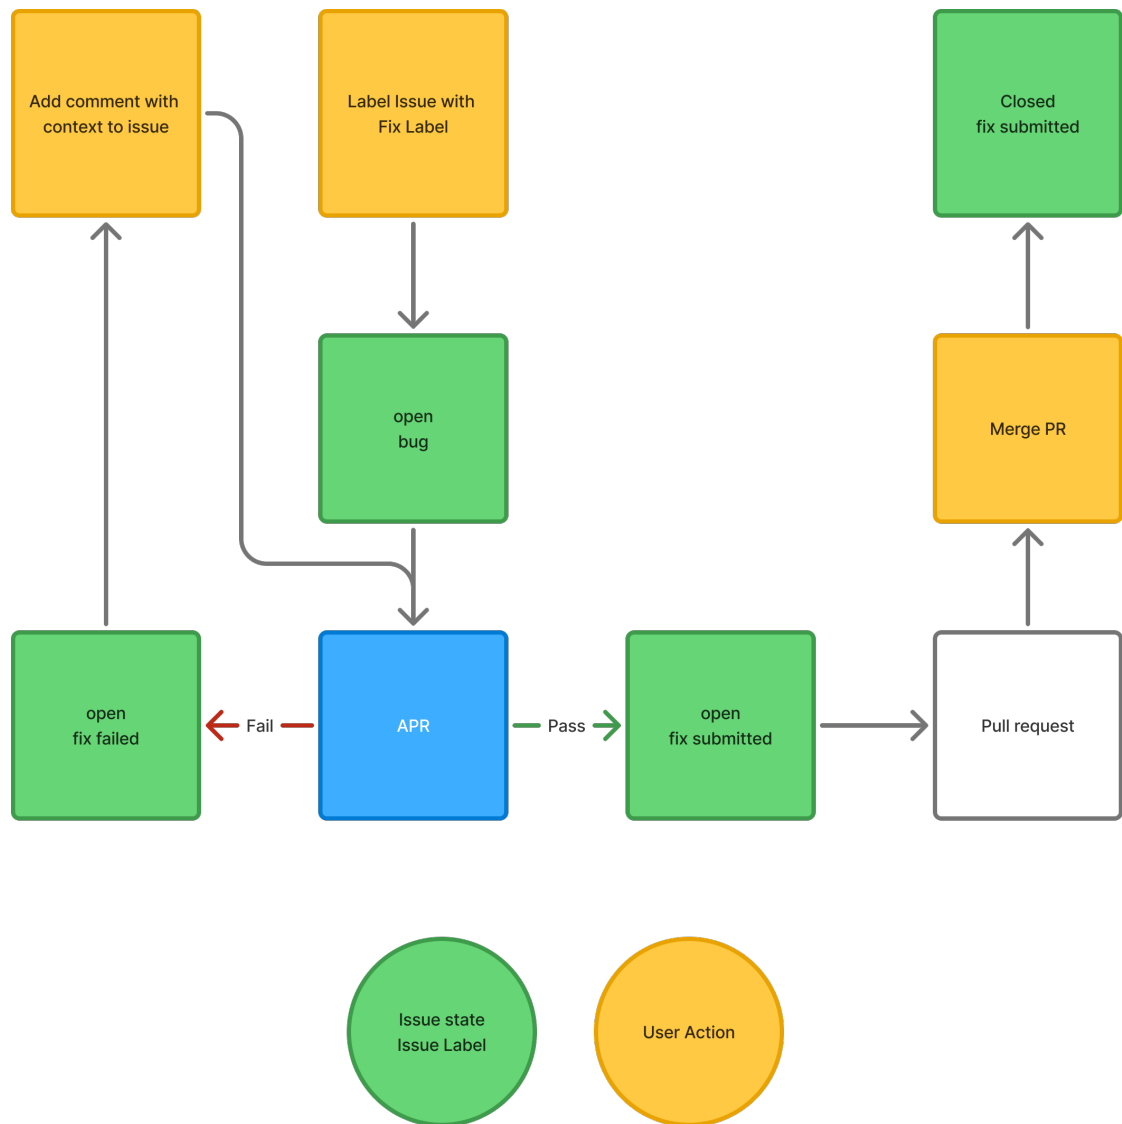 Add comment with
context to issue
Label Issue with
Fix Label
Closed
fix submitted
open
bug
Merge PR
open
fix failed
Fail
APR
Pass
open
fix submitted
Pull request
Issue state
Issue Label
User Action